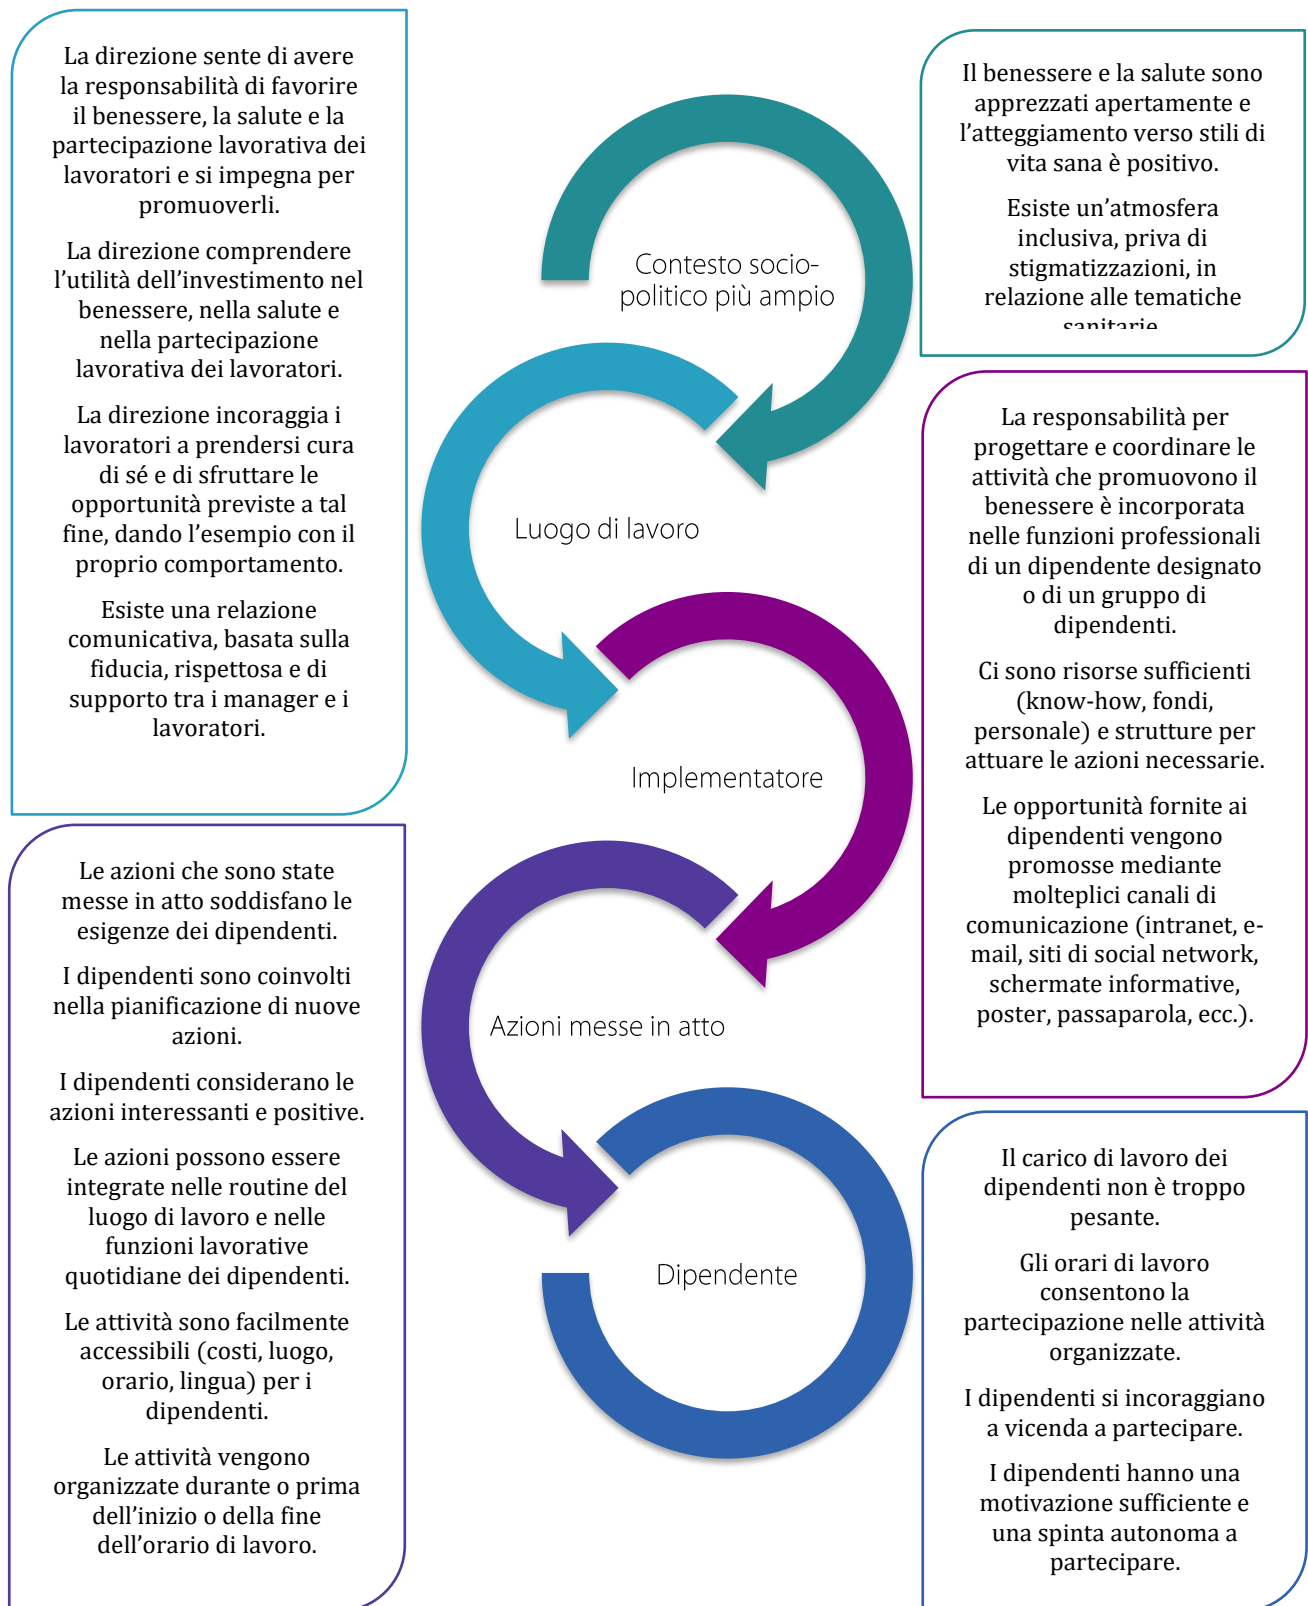 La direzione sente di avere
la responsabilità di favorire
il benessere, la salute e la
partecipazione lavorativa dei
lavoratori e si impegna per
promuoverli.
La direzione comprendere
l’utilità dell’investimento nel
benessere, nella salute e
nella partecipazione
lavorativa dei lavoratori.
La direzione incoraggia i
lavoratori a prendersi cura
di sé e di sfruttare le
opportunità previste a tal
fine, dando l’esempio con il
proprio comportamento.
Esiste una relazione
comunicativa, basata sulla
fiducia, rispettosa e di
supporto tra i manager e i
lavoratori.
Il benessere e la salute sono
apprezzati apertamente e
l’atteggiamento verso stili di
vita sana è positivo.
Esiste un’atmosfera
inclusiva, priva di
stigmatizzazioni, in
relazione alle tematiche
sanitarie
Contesto socio-
politico più ampio
Luogo di lavoro
Implementatore
Azioni messe in atto
Dipendente
La responsabilità per
progettare e coordinare le
attività che promuovono il
benessere è incorporata
nelle funzioni professionali
di un dipendente designato
o di un gruppo di
dipendenti.
Ci sono risorse sufficienti
(know-how, fondi,
personale) e strutture per
attuare le azioni necessarie.
Le opportunità fornite ai
dipendenti vengono
promosse mediante
molteplici canali di
comunicazione (intranet, e-
mail, siti di social network,
schermate informative,
poster, passaparola, ecc.).
Le azioni che sono state
messe in atto soddisfano le
esigenze dei dipendenti.
I dipendenti sono coinvolti
nella pianificazione di nuove
azioni.
I dipendenti considerano le
azioni interessanti e positive.
Le azioni possono essere
integrate nelle routine del
luogo di lavoro e nelle
funzioni lavorative
quotidiane dei dipendenti.
Le attività sono facilmente
accessibili (costi, luogo,
orario, lingua) per i
dipendenti.
Le attività vengono
organizzate durante o prima
dell’inizio o della fine
dell’orario di lavoro.
Il carico di lavoro dei
dipendenti non è troppo
pesante.
Gli orari di lavoro
consentono la
partecipazione nelle attività
organizzate.
I dipendenti si incoraggiano
a vicenda a partecipare.
I dipendenti hanno una
motivazione sufficiente e
una spinta autonoma a
partecipare.